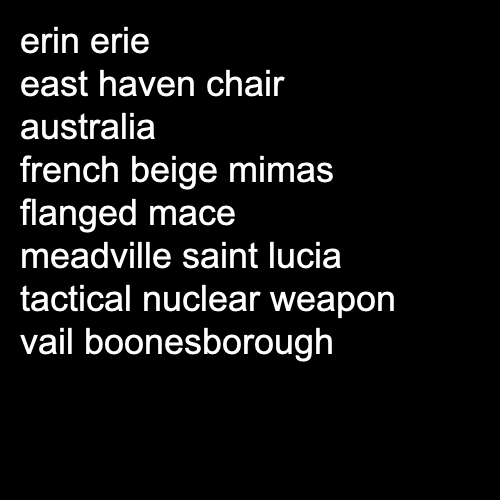 erin erie
east haven chair
australia
french beige mimas
flanged mace
meadville saint lucia
tactical nuclear weapon
vail boonesborough